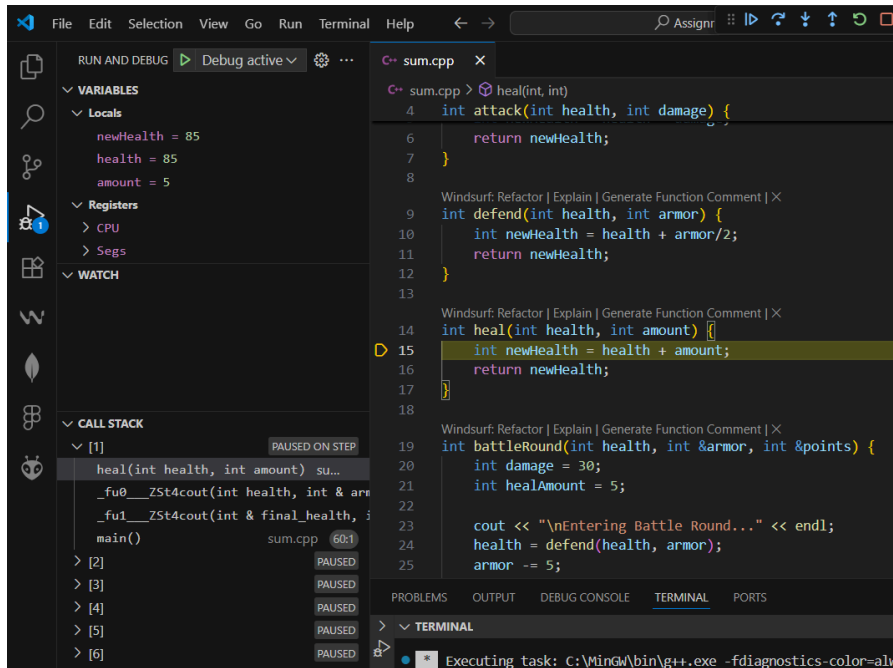 File Edit Selection View Go Run Terminal Help
Assignr
RUN AND DEBUG Debug active
VARIABLES
Locals
newHealth = 85
health = 85
amount = 5
Registers
CPU
Segs
WATCH
CALL STACK
[1] PAUSED ON STEP
heal(int health, int amount) su...
_fu0___ZSt4cout(int health, int & arm
_fu1___ZSt4cout(int & final_health, i
main() sum.cpp 60:1
[2] PAUSED
[3] PAUSED
[4] PAUSED
[5] PAUSED
[6] PAUSED
1
sum.cpp
sum.cpp > heal(int, int)
4 int attack(int health, int damage) {
6 return newHealth;
7 }
8
Windsurf: Refactor | Explain | Generate Function Comment | X
9 int defend(int health, int armor) {
10 int newHealth = health + armor/2;
11 return newHealth;
12 }
13
Windsurf: Refactor | Explain | Generate Function Comment | X
14 int heal(int health, int amount) {
15 int newHealth = health + amount;
16 return newHealth;
17 }
18
Windsurf: Refactor | Explain | Generate Function Comment | X
19 int battleRound(int health, int &armor, int &points) {
20 int damage = 30;
21 int healAmount = 5;
22
23 cout << "\nEntering Battle Round..." << endl;
24 health = defend(health, armor);
25 armor -= 5;
PROBLEMS OUTPUT DEBUG CONSOLE TERMINAL PORTS
TERMINAL
* Executing task: C:\MinGW\bin\g++.exe -fdiagnostics-color=alw